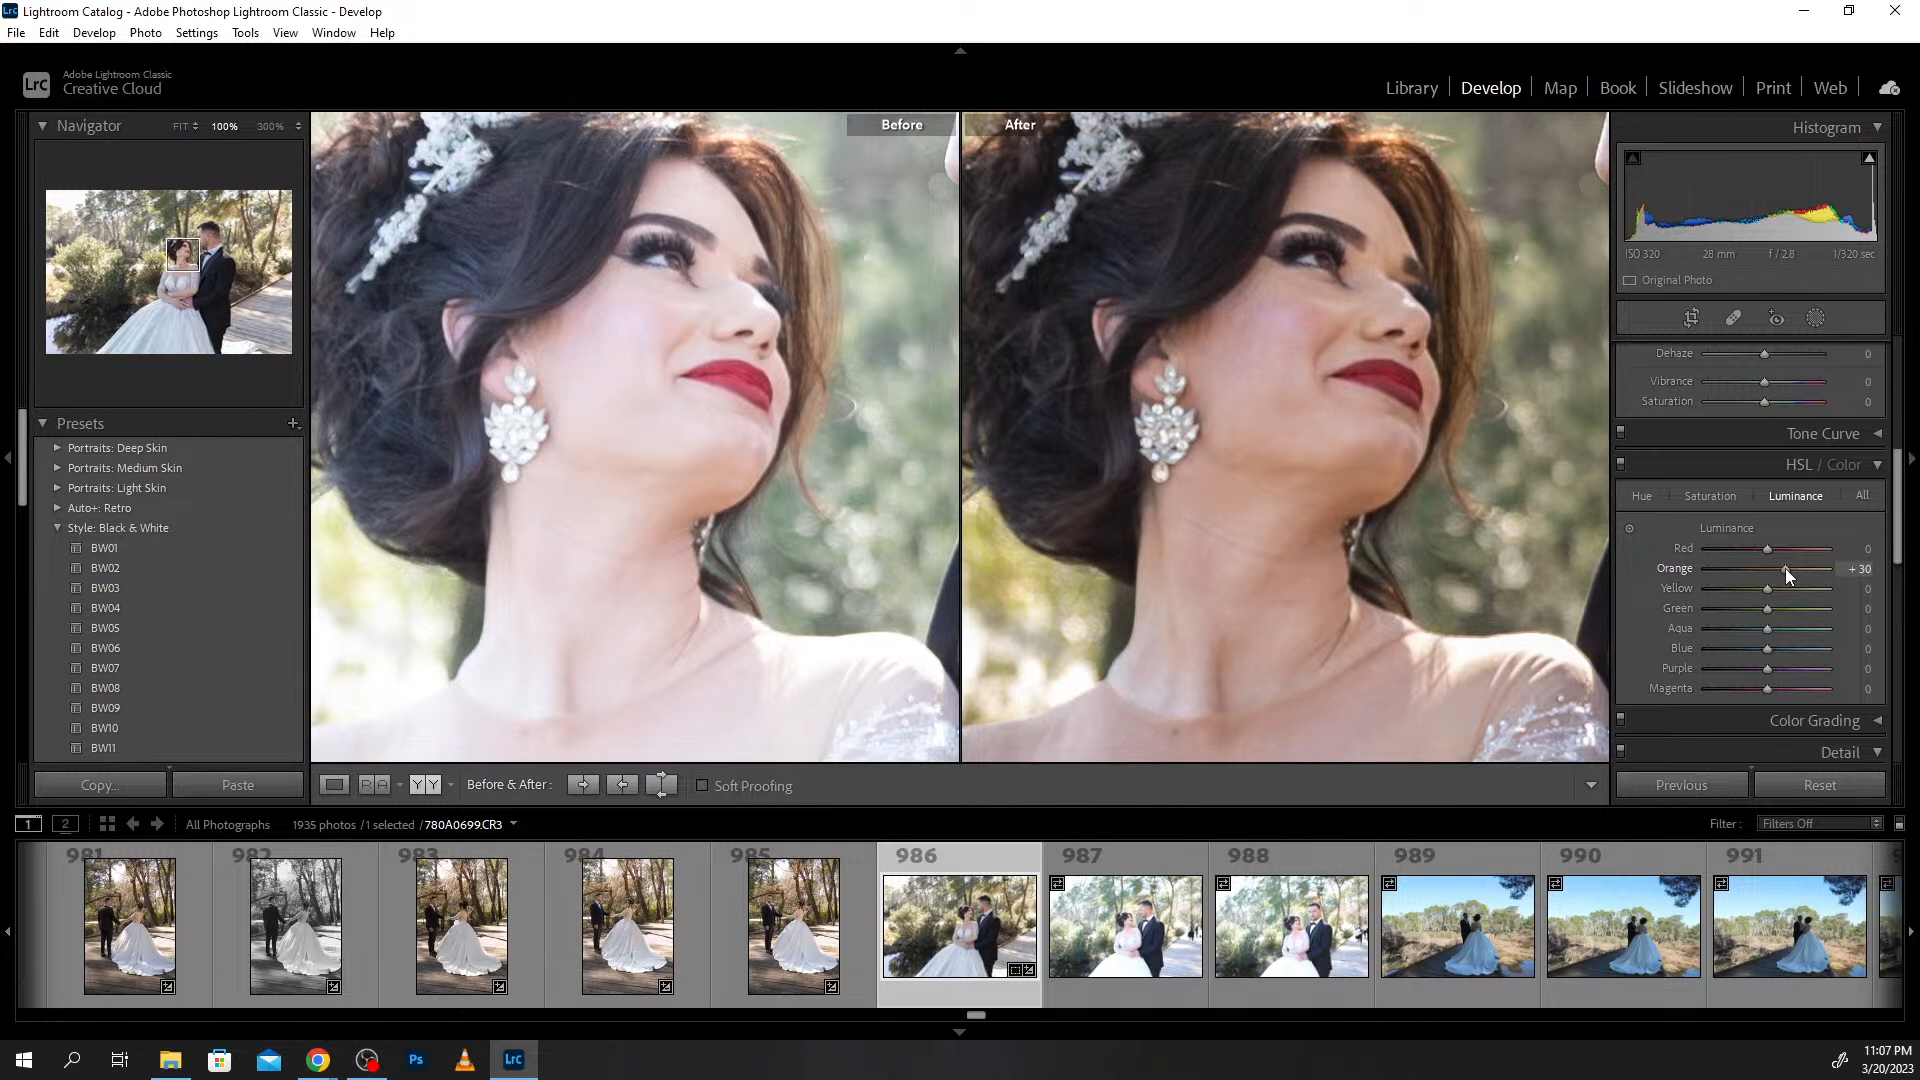 Lrc Lightroom Catalog - Adobe Photoshop Lightroom Classic - Develop
File Edit Develop Photo Settings Tools View Window Help
LrC Adobe Lightroom Classic
Creative Cloud
Library Develop Map Book Slideshow Print Web
Navigator FIT 100% 300%
Before After
Histogram
ISO 320 28 mm f / 2.8 1/320 sec
Original Photo
Dehaze 0
Vibrance 0
Saturation 0
Tone Curve
HSL / Color
Hue Saturation Luminance All
Luminance
Red 0
Orange + 30
Yellow 0
Green 0
Aqua 0
Blue 0
Purple 0
Magenta 0
Color Grading
Detail
Previous Reset
Presets
Portraits: Deep Skin
Portraits: Medium Skin
Portraits: Light Skin
Auto+: Retro
Style: Black & White
BW01
BW02
BW03
BW04
BW05
BW06
BW07
BW08
BW09
BW10
BW11
Copy... Paste
R A Y Y Before & After : Soft Proofing
1 2 All Photographs 1935 photos / 1 selected / 780A0699.CR3 Filter : Filters Off
981 982 983 984 985 986 987 988 989 990 991
Ps LrC
11:07 PM
3/20/2023